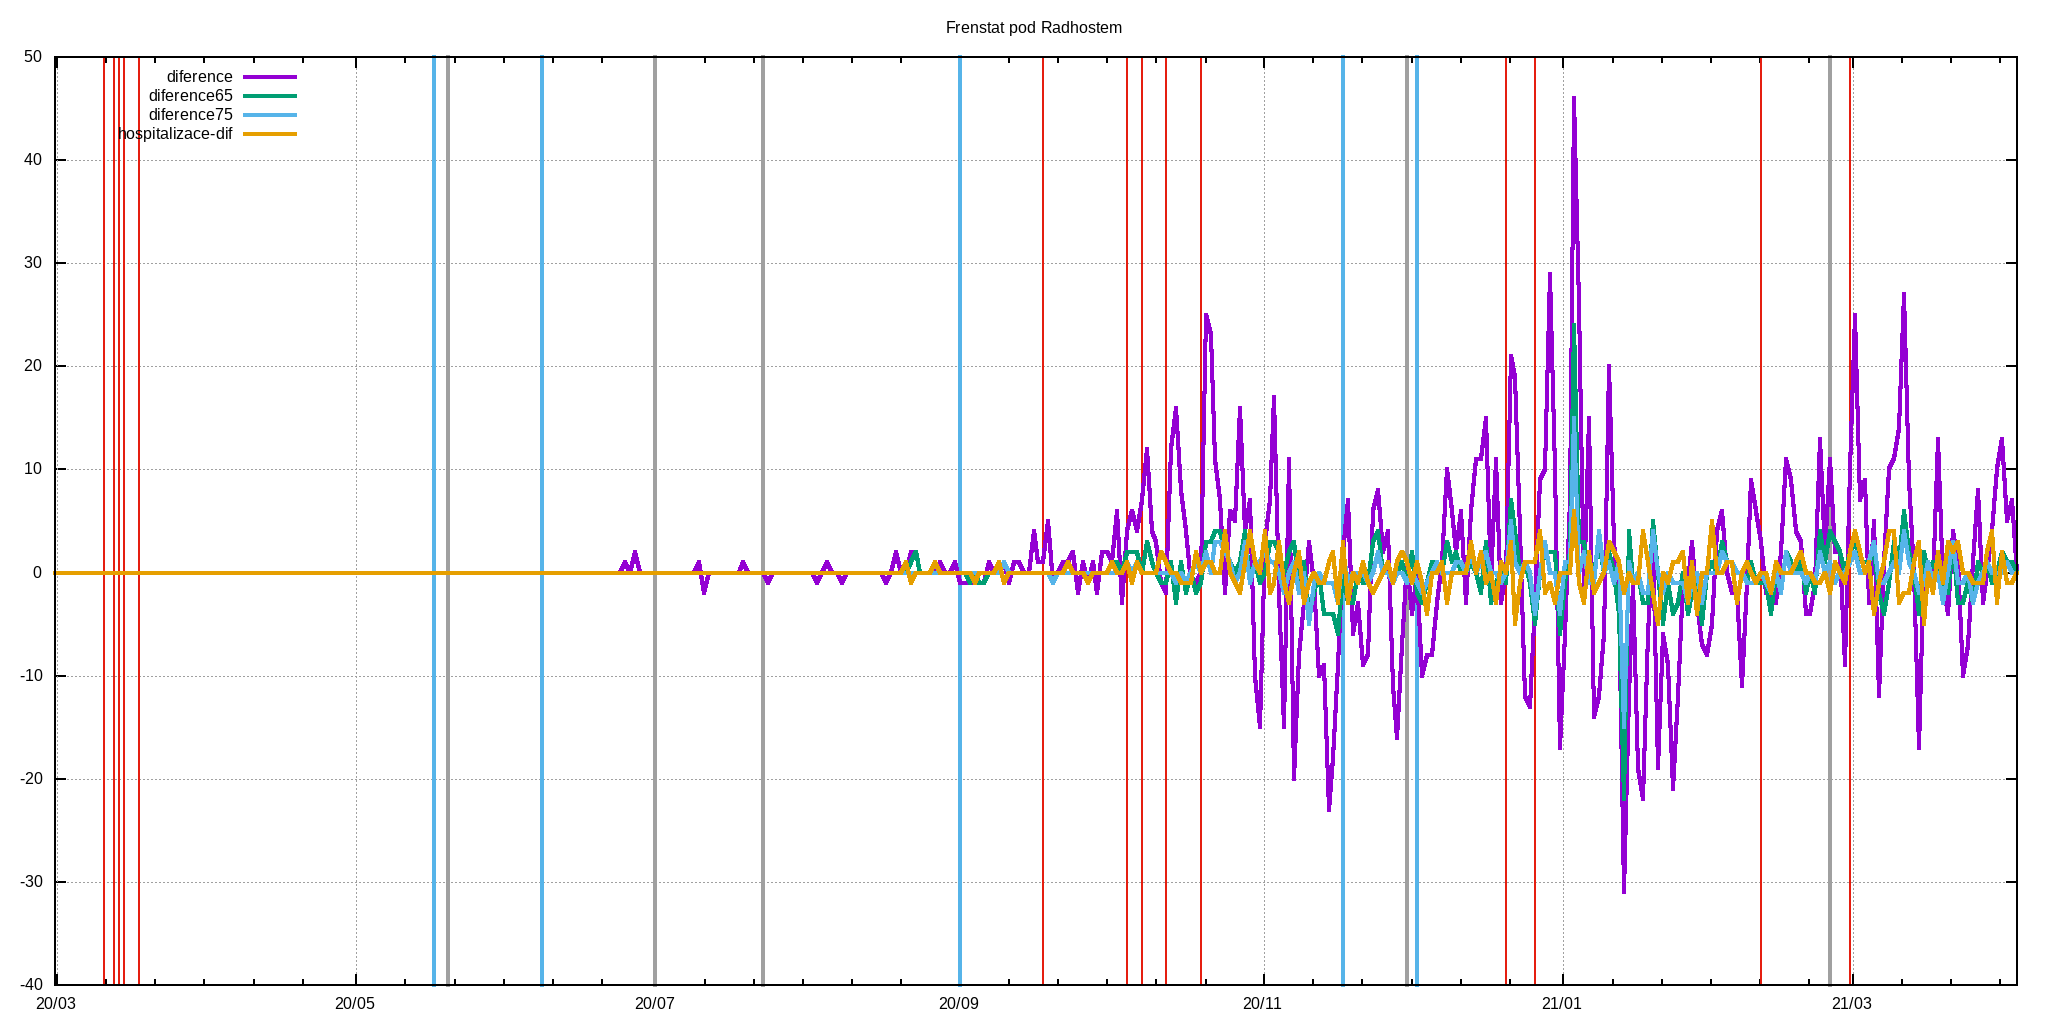 Frenstat pod Radhostem
50
40
30
20
10
0
-10
-20
-30
-40
diference
diference65
diference75
hospitalizace-dif
20/03 20/05 20/07 20/09 20/11 21/01 21/03